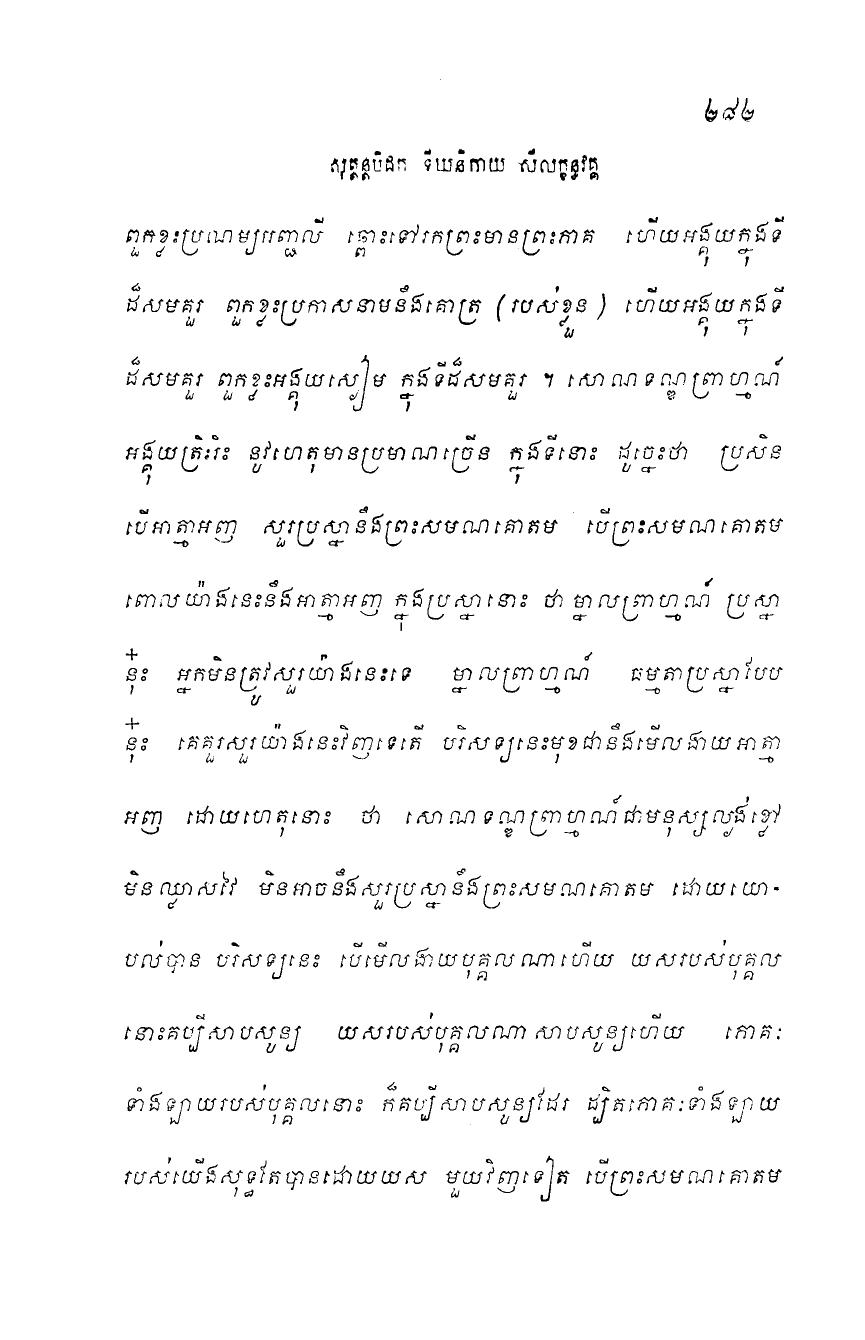 ២៨២
សុត្តន្តបិដក ទីឃនិកាយ សីលក្ខន្ធវគ្គ
ពួកខ្លះប្រណម្យអញ្ជលី ឆ្ពោះទៅរកព្រះមានព្រះភាគ ហើយអង្គុយក្នុងទី
ដ៏សមគួរ ពួកខ្លះប្រកាសនាមនឹងគោត្រ (របស់ខ្លួន) ហើយអង្គុយក្នុងទី
ដ៏សមគួរ ពួកខ្លះអង្គុយស្ងៀម ក្នុងទីដ៏សមគួរ ។ សោណទណ្ឌព្រាហ្មណ៍
អង្គុយត្រិះរិះ នូវហេតុមានប្រមាណច្រើន ក្នុងទីនោះ ដូច្នេះថា ប្រសិន
បើអាត្មាអញ សួរប្រស្នានឹងព្រះសមណគោតម បើព្រះសមណគោតម
ពោលយ៉ាងនេះនឹងអាត្មាអញ ក្នុងប្រស្នានោះ ថា ម្នាលព្រាហ្មណ៍ ប្រស្នា
ន៎ុះ អ្នកមិនត្រូវសួរយ៉ាងនេះទេ ម្នាលព្រាហ្មណ៍ ធម្មតាប្រស្នាបែប
ន៎ុះ គេគួរសួរយ៉ាងនេះវិញទេតើ បរិសទ្យនេះមុខជានឹងមើលងាយអាត្មា
អញ ដោយហេតុនោះ ថា សោណទណ្ឌព្រាហ្មណ៍ជាមនុស្សល្ងង់ខ្លៅ
មិនឈ្លាសវៃ មិនអាចនឹងសួរប្រស្នានឹងព្រះសមណគោតម ដោយយោ-
បល់បាន បរិសទ្យនេះ បើមើលងាយបុគ្គលណាហើយ យសរបស់បុគ្គល
នោះគប្បីសាបសូន្យ យសរបស់បុគ្គលណាសាបសូន្យហើយ ភោគៈ
ទាំងឡាយរបស់បុគ្គលនោះ ក៏គប្បីសាបសូន្យដែរ ដ្បិតភោគៈទាំងឡាយ
របស់យើងសុទ្ធតែបានដោយយស មួយវិញទៀត បើព្រះសមណគោតម